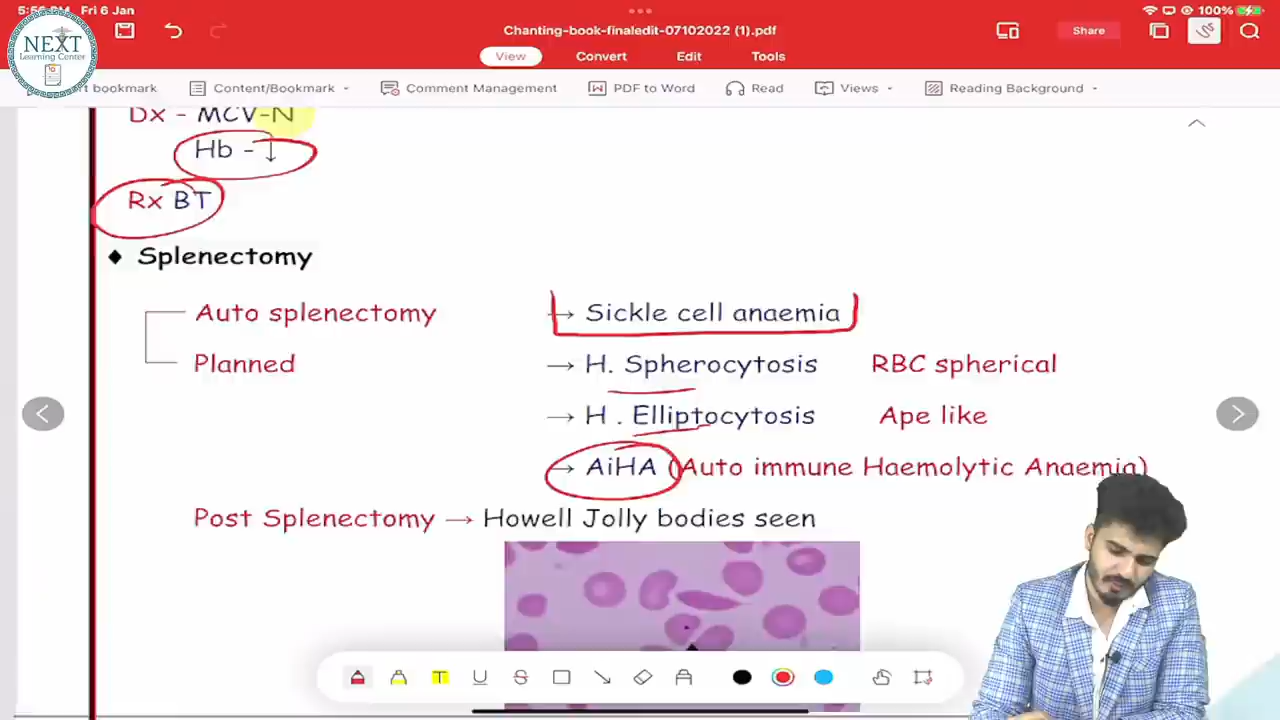 5:56 PM Fri 6 Jan
100%
NEXT
Learning Center
Chanting-book-finaledit-07102022 (1).pdf
Share
View
Convert
Edit
Tools
bookmark
Content/Bookmark
Comment Management
PDF to Word
Read
Views
Reading Background
Dx - MCV-N
Hb - ↓
Rx BT
♦ Splenectomy
Auto splenectomy → Sickle cell anaemia
Planned → H. Spherocytosis RBC spherical
→ H . Elliptocytosis Ape like
→ AiHA (Auto immune Haemolytic Anaemia)
Post Splenectomy → Howell Jolly bodies seen
T
U
S